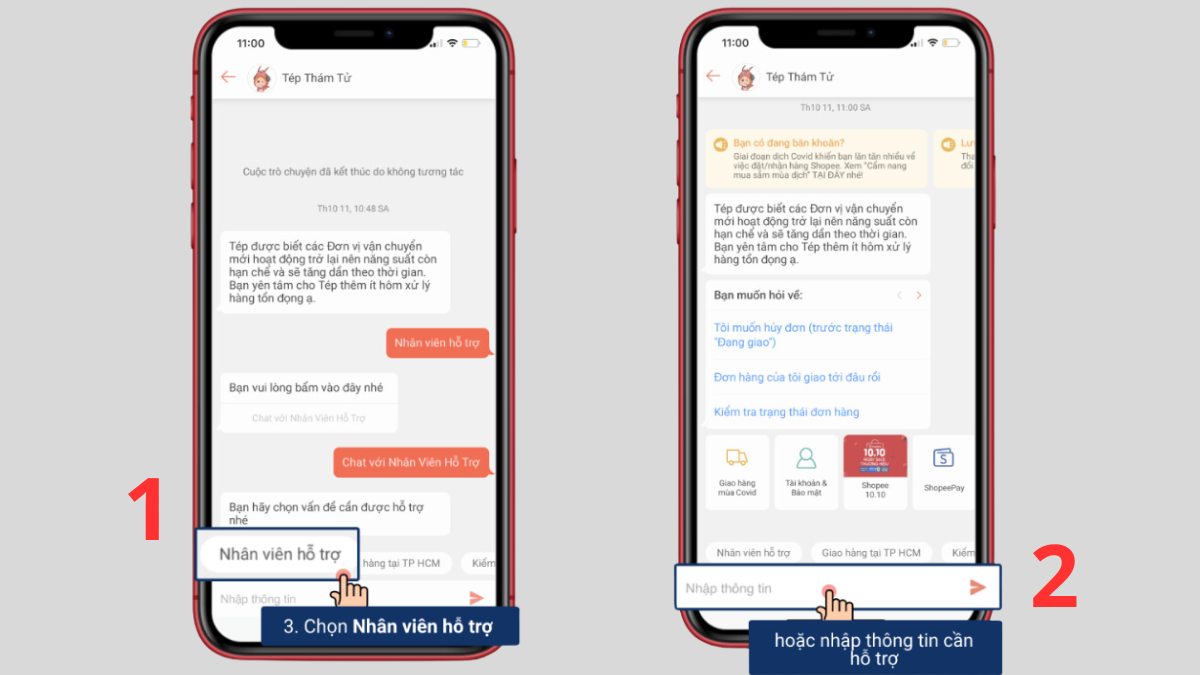 11:00
Tép Thám Tử
Cuộc trò chuyện đã kết thúc do không tương tác
Th10 11, 10:48 SA
Tép được biết các Đơn vị vận chuyển
mới hoạt động trở lại nên năng suất còn
hạn chế và sẽ tăng dần theo thời gian.
Bạn yên tâm cho Tép thêm ít hôm xử lý
hàng tồn đọng ạ.
Nhân viên hỗ trợ
Bạn vui lòng bấm vào đây nhé
Chat với Nhân Viên Hỗ Trợ
Chat với Nhân Viên Hỗ Trợ
1
Bạn hãy chọn vấn đề cần được hỗ trợ
nhé
Nhân viên hỗ trợ
hàng tại TP HCM
Kiểm
Nhập thông tin
3. Chọn Nhân viên hỗ trợ
11:00
Tép Thám Tử
Th10 11, 11:00 SA
Bạn có đang băn khoăn?
Giai đoạn dịch Covid khiến bạn lăn tăn nhiều về
việc đặt/nhận hàng Shopee. Xem "Cẩm nang
mua sắm mùa dịch" TẠI ĐÂY nhé!
Lư
Tha
đổi
Tép được biết các Đơn vị vận chuyển
mới hoạt động trở lại nên năng suất còn
hạn chế và sẽ tăng dần theo thời gian.
Bạn yên tâm cho Tép thêm ít hôm xử lý
hàng tồn đọng ạ.
Bạn muốn hỏi về:
Tôi muốn hủy đơn (trước trạng thái
"Đang giao")
Đơn hàng của tôi giao tới đâu rồi
Kiểm tra trạng thái đơn hàng
10.10
NGÀY SALE
THƯƠNG HIỆU
Giao hàng
mùa Covid
Tài khoản &
Bảo mật
Shopee
10.10
S
ShopeePay
Nhân viên hỗ trợ
Giao hàng tại TP HCM
Kiểm
2
Nhập thông tin
hoặc nhập thông tin cần
hỗ trợ